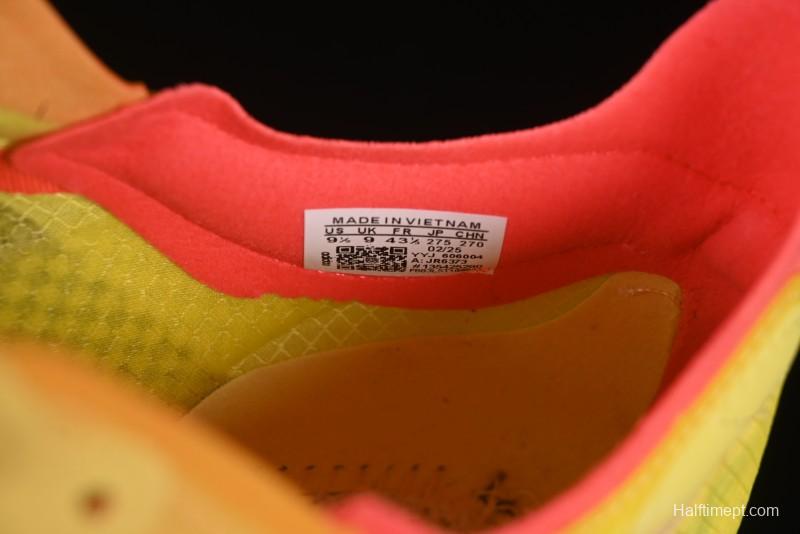 MADE IN VIETNAM
US UK FR JP CHN
9½ 9 43⅓ 275 270
02/25
YYJ 606004
A: JR6373
Halftimept.com